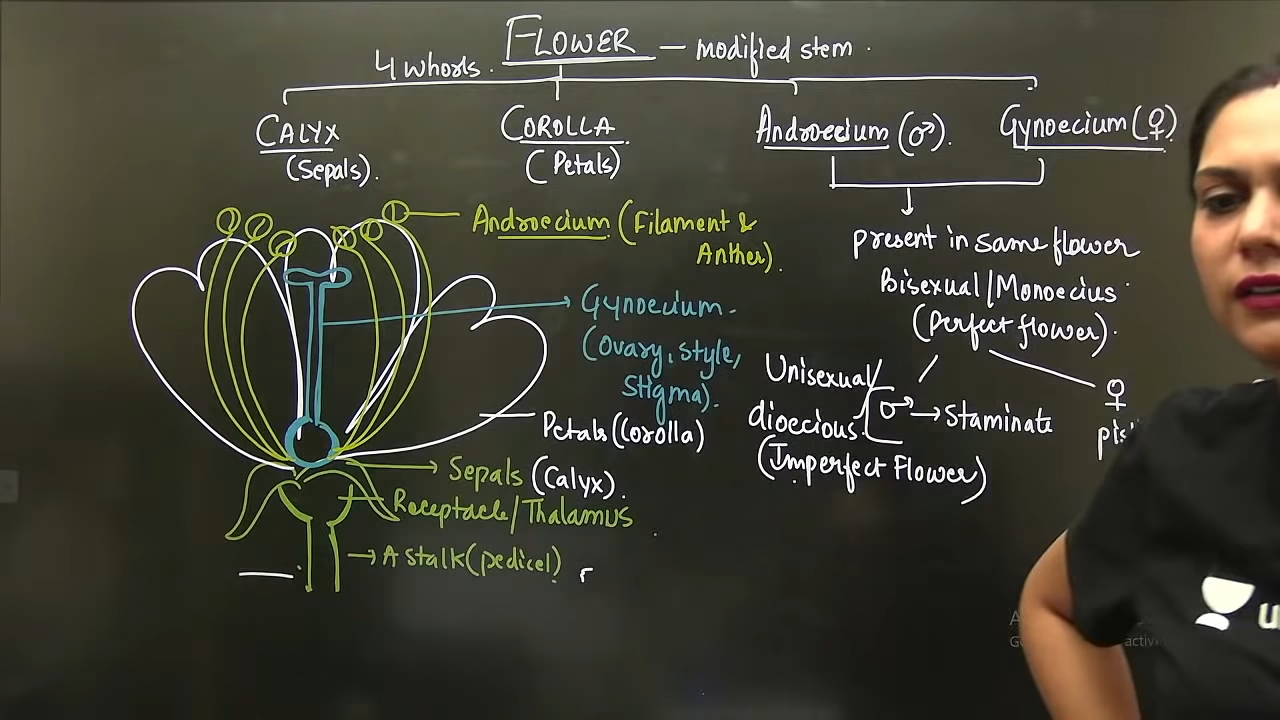 FLOWER — modified stem.
4 whorls.
CALYX
(Sepals).
COROLLA
(Petals)
Androecium (♂).
Gynoecium (♀).
Androecium (Filament &
Anther).
present in same flower
Bisexual/Monoecius
(Perfect flower).
Gynoecium.
(Ovary, style,
Stigma).
Unisexual/
dioecious.
(Imperfect Flower)
♂ → Staminate
♀
Petals (Corolla)
Sepals (Calyx).
Receptacle/Thalamus
→ A stalk (pedicel)